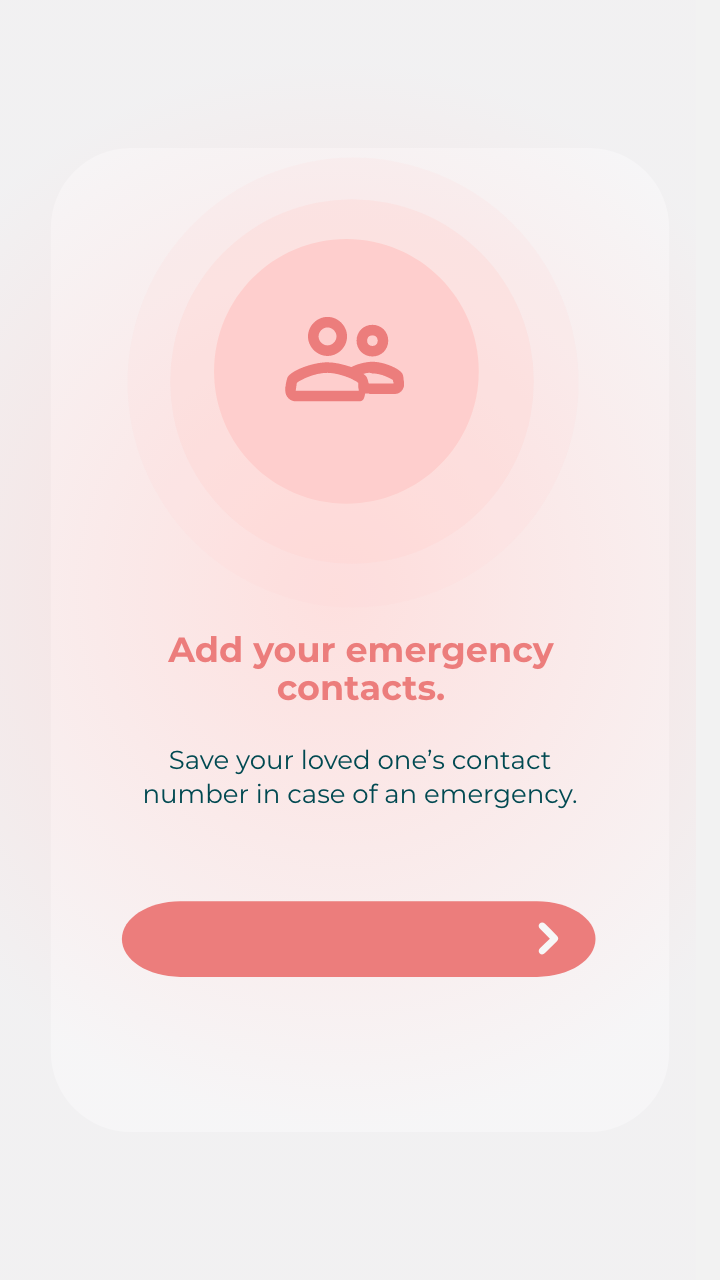 Add your emergency
contacts.
Save your loved one’s contact
number in case of an emergency.